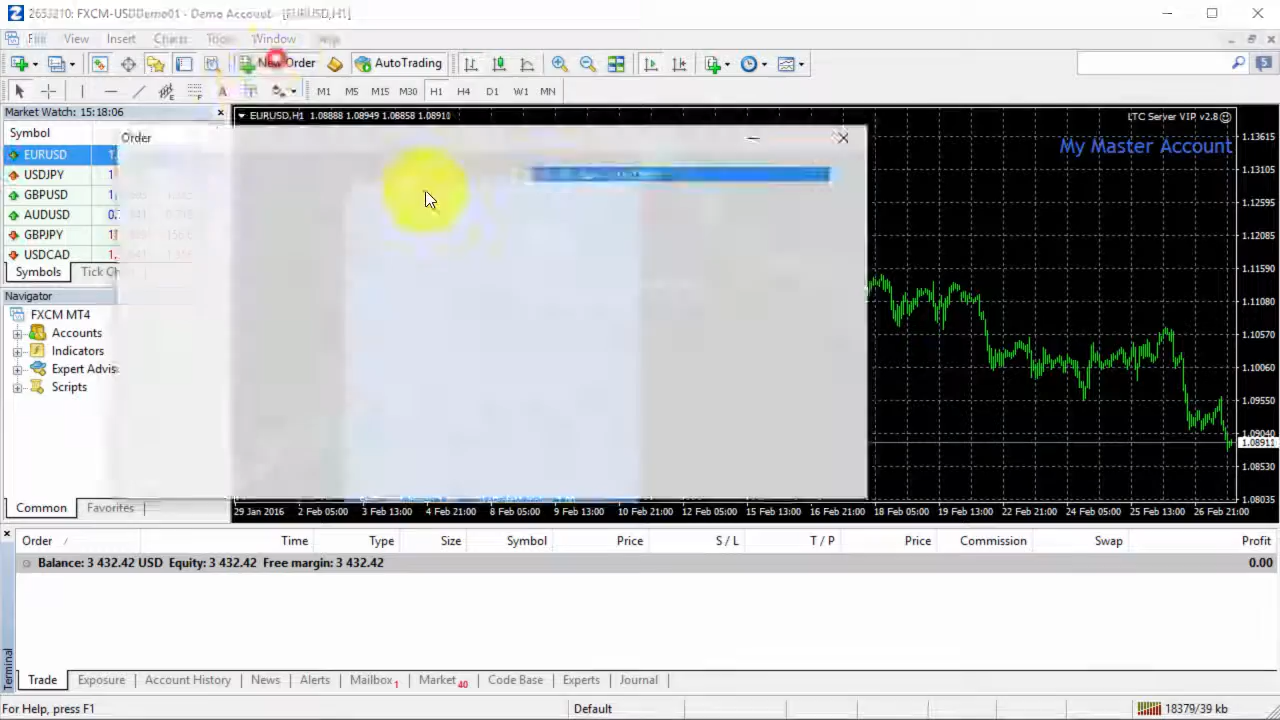 2653210: FXCM-USDDemo01 - Demo Account - [EURUSD,H1]
File View Insert Charts Tools Window Help
New Order AutoTrading 5
A T M1 M5 M15 M30 H1 H4 D1 W1 MN
Market Watch: 15:18:06
Symbol
EURUSD
USDJPY
GBPUSD
AUDUSD
GBPJPY
USDCAD
Symbols
Navigator
FXCM MT4
Accounts
Indicators
Expert Advis
Scripts
Common Favorites
Order
EURUSD,H1 1.08888 1.08949 1.08858 1.08911
LTC Server VIP v2.8
My Master Account
1.13615
1.13105
1.12595
1.12085
1.11590
1.11080
1.10570
1.10060
1.09550
1.09040
1.08911
1.08530
1.08035
29 Jan 2016 2 Feb 05:00 3 Feb 13:00 4 Feb 21:00 8 Feb 05:00 9 Feb 13:00 10 Feb 21:00 12 Feb 05:00 15 Feb 13:00 16 Feb 21:00 18 Feb 05:00 19 Feb 13:00 22 Feb 21:00 24 Feb 05:00 25 Feb 13:00 26 Feb 21:00
Order / Time Type Size Symbol Price S / L T / P Price Commission Swap Profit
Balance: 3 432.42 USD Equity: 3 432.42 Free margin: 3 432.42 0.00
Terminal
Trade Exposure Account History News Alerts Mailbox 1 Market 40 Code Base Experts Journal
For Help, press F1 Default 18379/39 kb